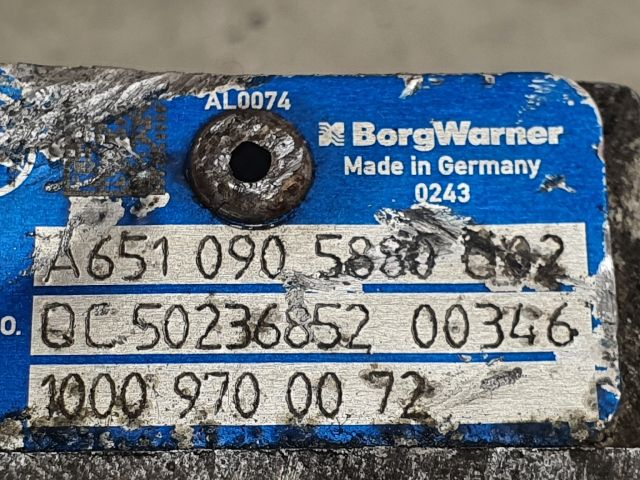 AL0074
BorgWarner
Made in Germany
0243
A651 090 5880
O. QC 50236852 00346
1000 970 00 72